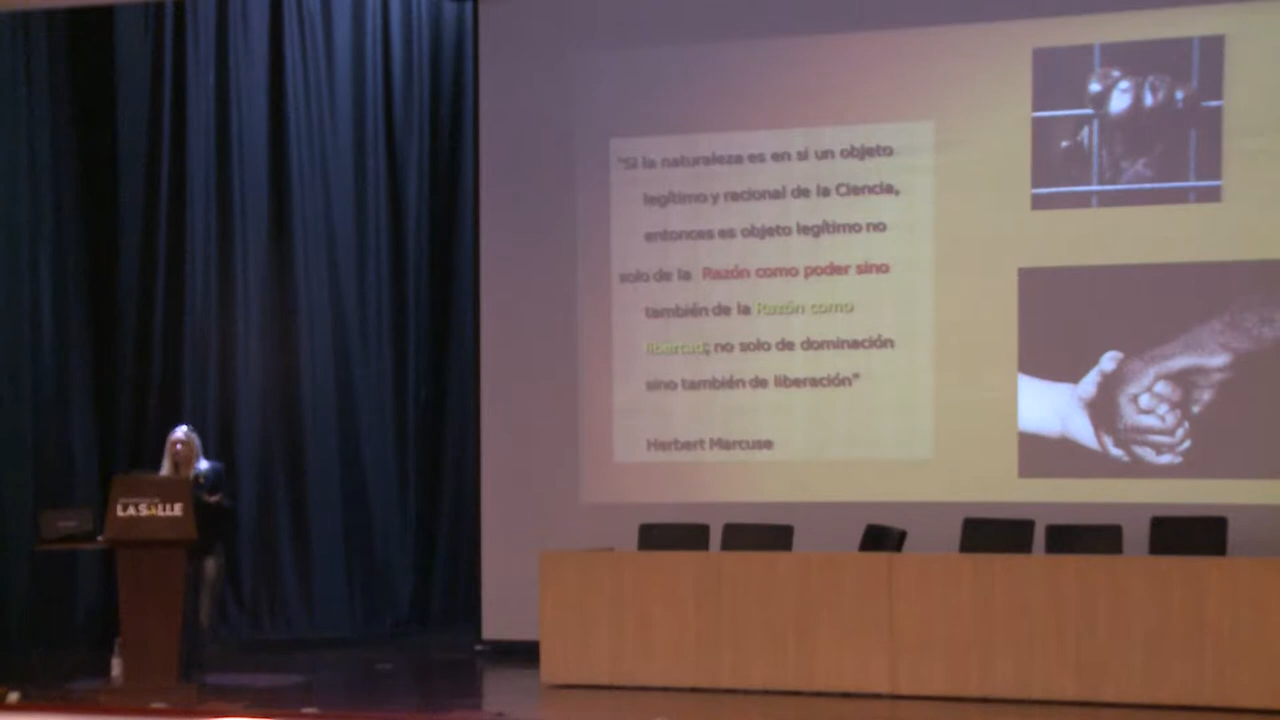 "Si la naturaleza es en si un objeto
legítimo y racional de la Ciencia,
entonces es objeto legítimo no
solo de la Razón como poder sino
también de la Razón como
libertad; no solo de dominación
sino también de liberación"
Herbert Marcuse
LA SALLE